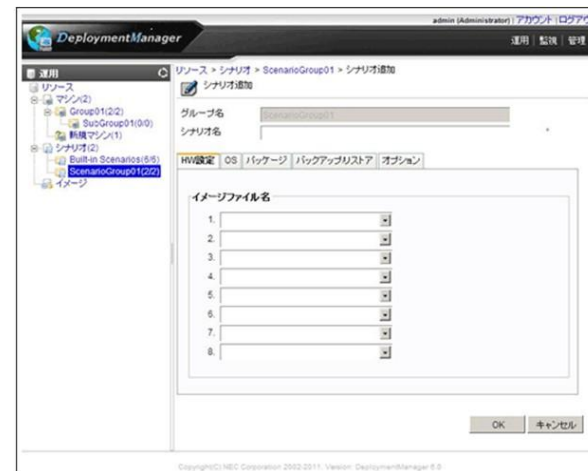 admin (Administrator) | アカウント | ログアウ
DeploymentManager
運用 | 監視 | 管理
運用
リソース > シナリオ > ScenarioGroup01 > シナリオ追加
シナリオ追加
リソース
マシン(2)
Group01(2/2)
SubGroup01(0/0)
新規マシン(1)
シナリオ(2)
Built-in Scenarios(6/6)
ScenarioGroup01(2/2)
イメージ
グループ名 ScenarioGroup01
シナリオ名 *
HW設定 OS パッケージ バックアップ/リストア オプション
イメージファイル名
1.
2.
3.
4.
5.
6.
7.
8.
OK キャンセル
Copyright(C) NEC Corporation 2002-2011. Version: DeploymentManager 6.0